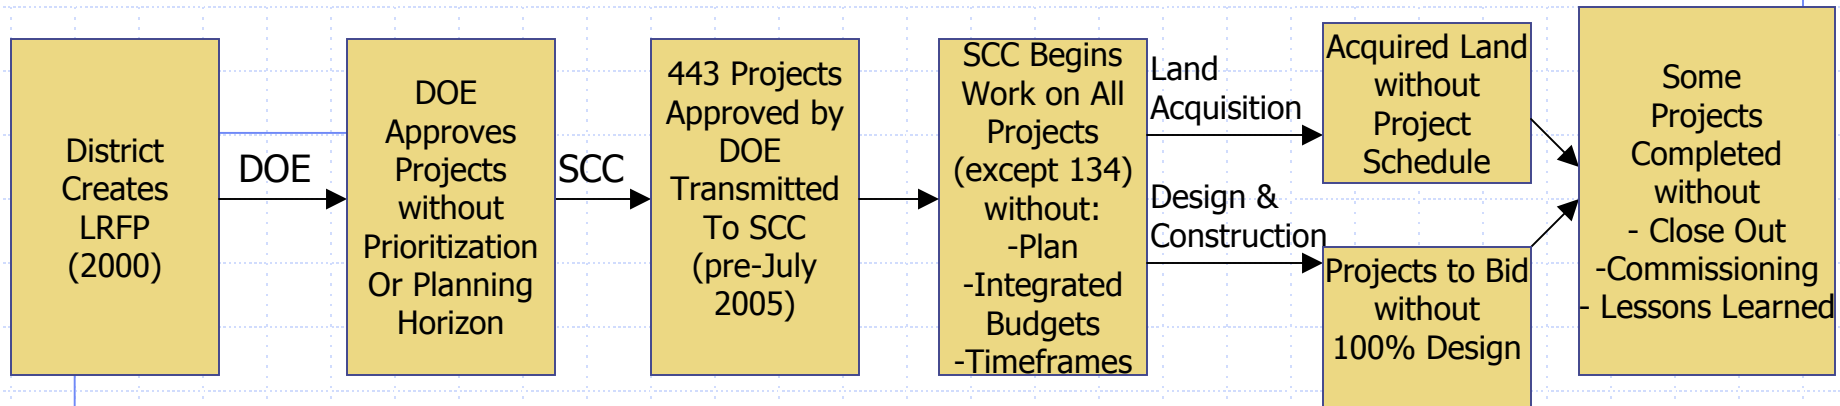 District
Creates
LRFP
(2000)
DOE
DOE
Approves
Projects
without
Prioritization
Or Planning
Horizon
SCC
443 Projects
Approved by
DOE
Transmitted
To SCC
(pre-July
2005)
SCC Begins
Work on All
Projects
(except 134)
without:
-Plan
-Integrated
Budgets
-Timeframes
Land
Acquisition
Design &
Construction
Acquired Land
without
Project
Schedule
Projects to Bid
without
100% Design
Some
Projects
Completed
without
- Close Out
-Commissioning
- Lessons Learned